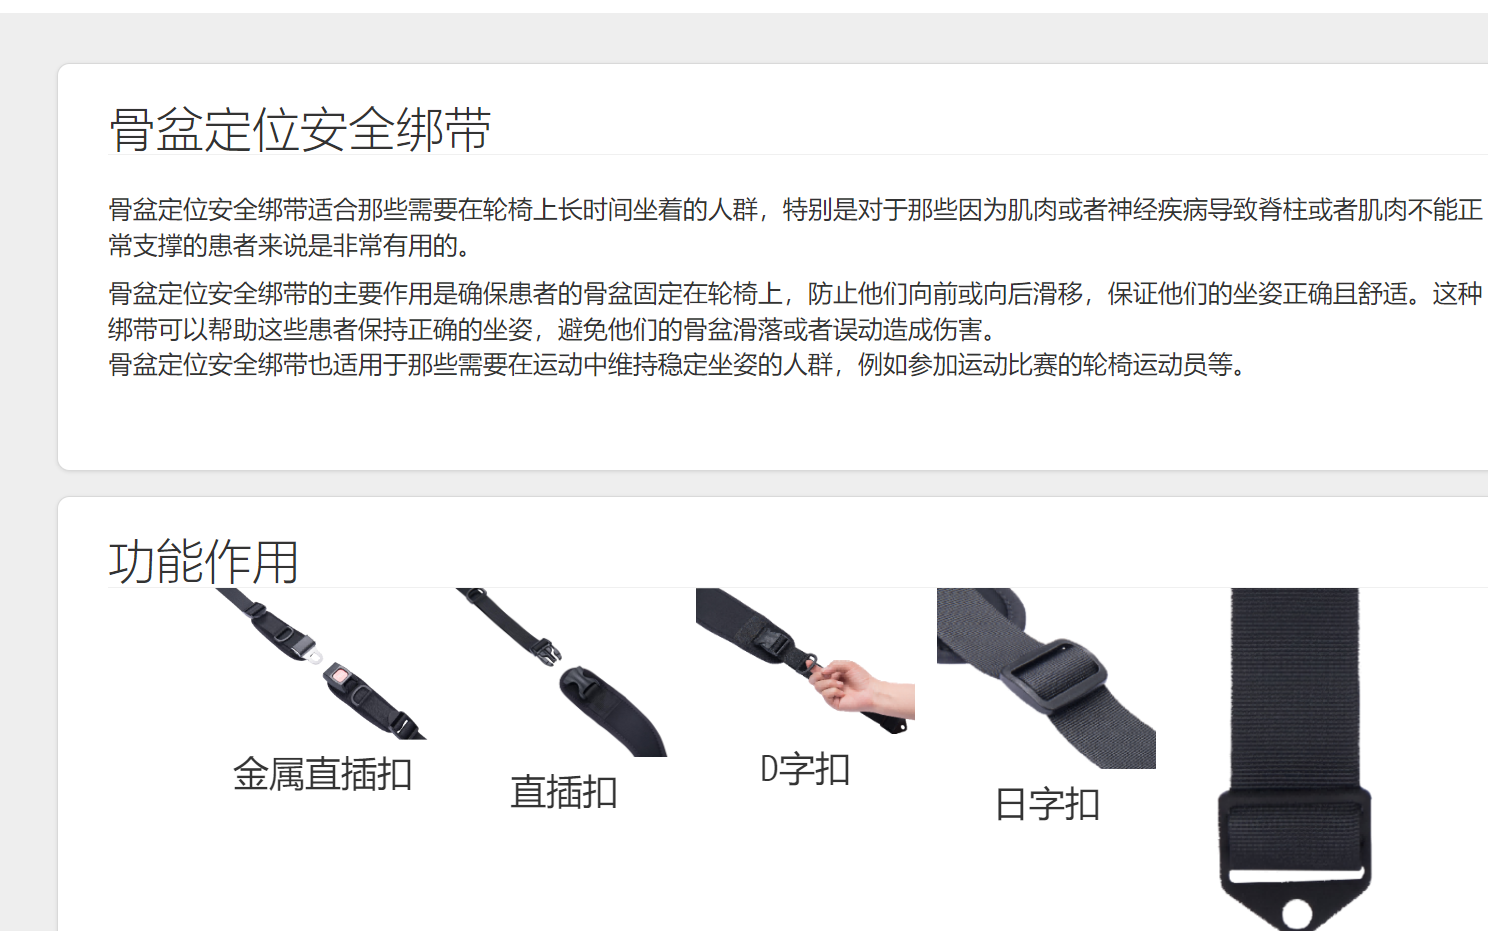 骨盆定位安全绑带
骨盆定位安全绑带适合那些需要在轮椅上长时间坐着的人群，特别是对于那些因为肌肉或者神经疾病导致脊柱或者肌肉不能正
常支撑的患者来说是非常有用的。
骨盆定位安全绑带的主要作用是确保患者的骨盆固定在轮椅上，防止他们向前或向后滑移，保证他们的坐姿正确且舒适。这种
绑带可以帮助这些患者保持正确的坐姿，避免他们的骨盆滑落或者误动造成伤害。
骨盆定位安全绑带也适用于那些需要在运动中维持稳定坐姿的人群，例如参加运动比赛的轮椅运动员等。
功能作用
金属直插扣
直插扣
D字扣
日字扣